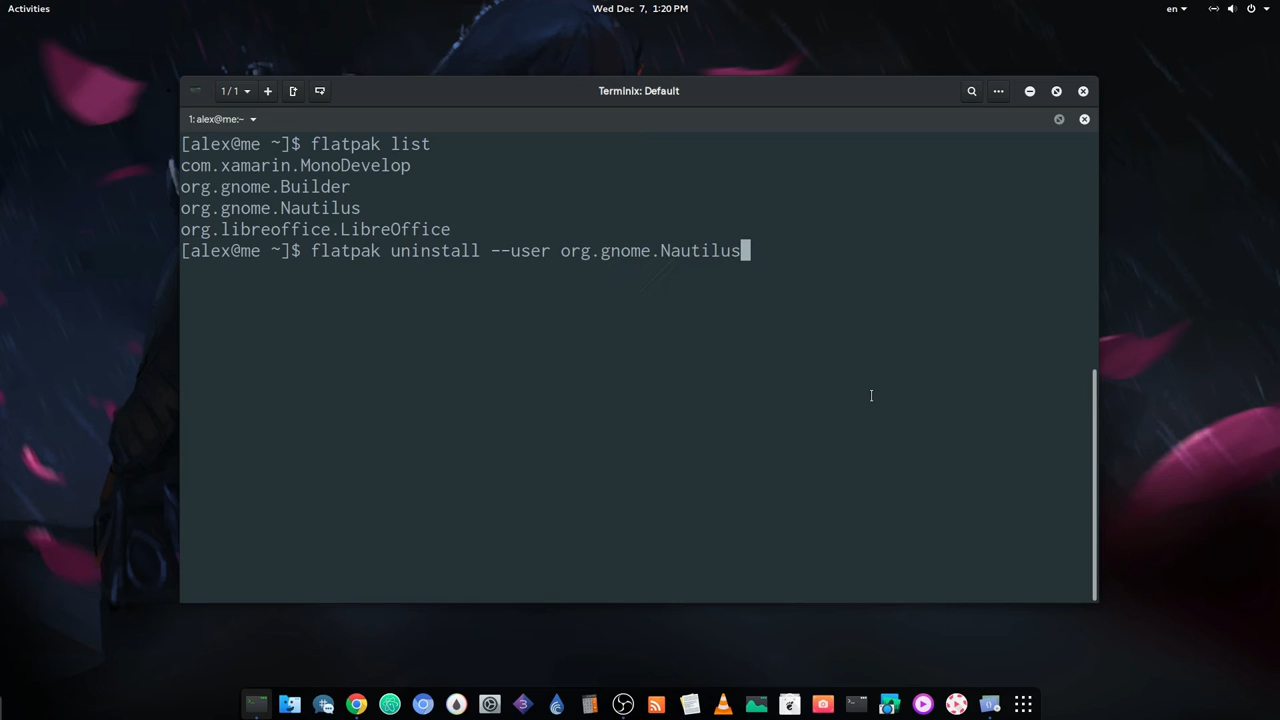 Activities
Wed Dec 7, 1:20 PM
en
1 / 1
Terminix: Default
1: alex@me:~
[alex@me ~]$ flatpak list
com.xamarin.MonoDevelop
org.gnome.Builder
org.gnome.Nautilus
org.libreoffice.LibreOffice
[alex@me ~]$ flatpak uninstall --user org.gnome.Nautilus